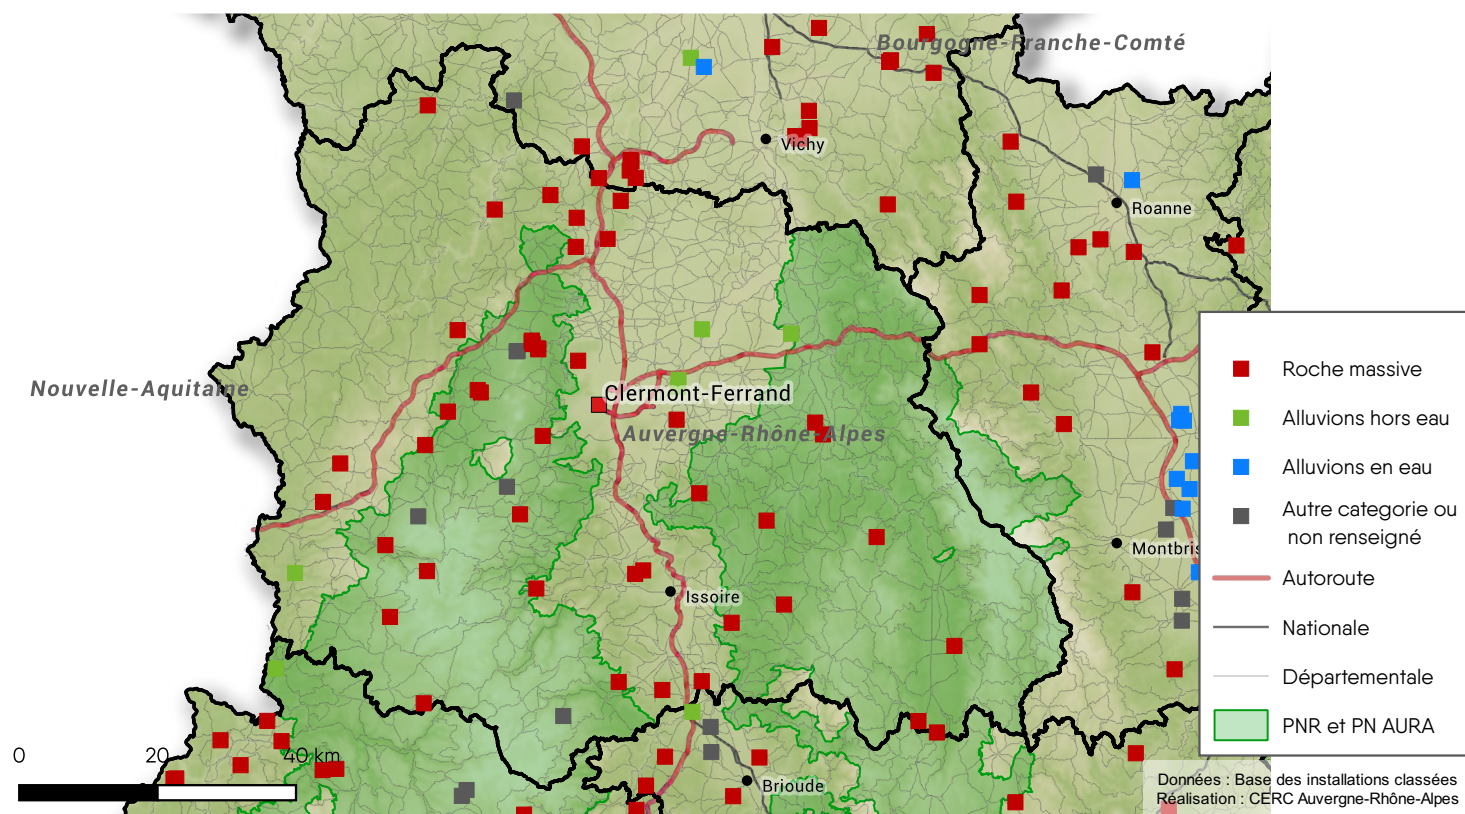 Bourgogne-Franche-Comté
Vichy
Roanne
Nouvelle-Aquitaine
Clermont-Ferrand
Auvergne-Rhône-Alpes
Montbris
Issoire
Brioude
0 20 40 km
Roche massive
Alluvions hors eau
Alluvions en eau
Autre categorie ou
non renseigné
Autoroute
Nationale
Départementale
PNR et PN AURA
Données : Base des installations classées
Réalisation : CERC Auvergne-Rhône-Alpes